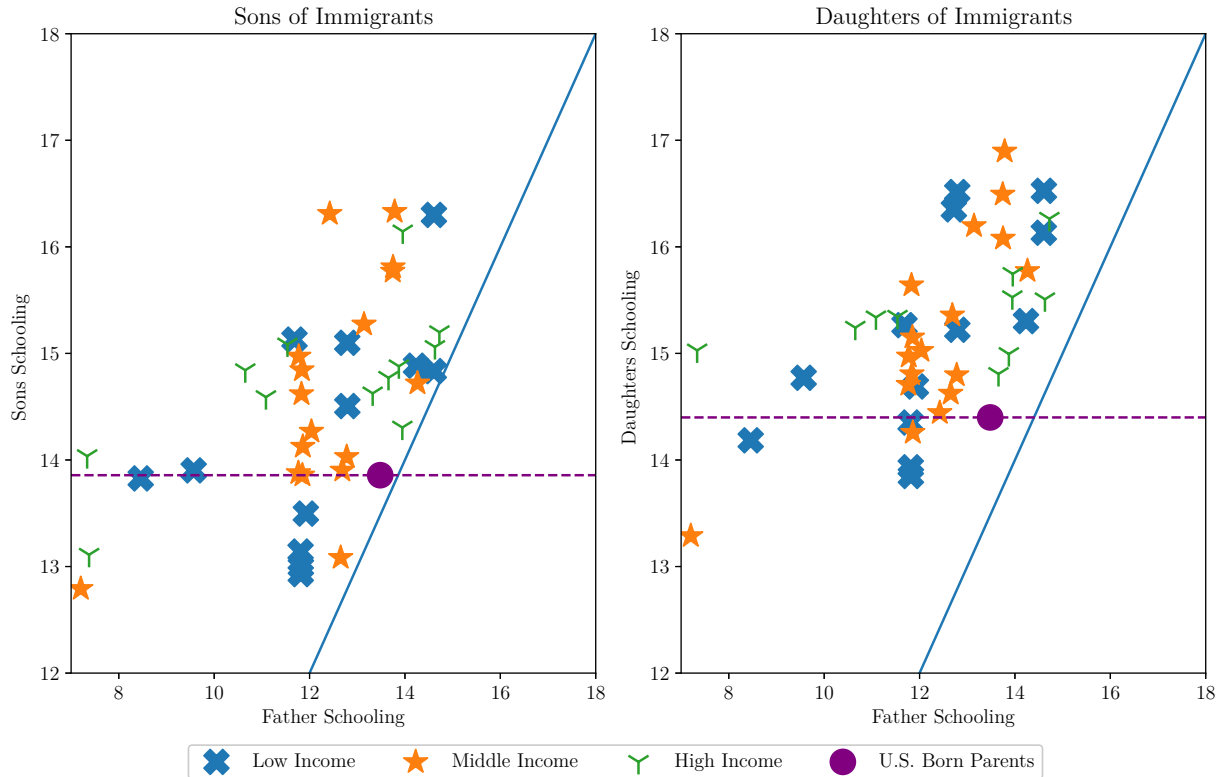 Sons of Immigrants
18
17
16
15
14
13
12
Sons Schooling
8 10 12 14 16 18
Father Schooling
Daughters of Immigrants
18
17
16
15
14
13
12
Daughters Schooling
8 10 12 14 16 18
Father Schooling
Low Income Middle Income High Income U.S. Born Parents